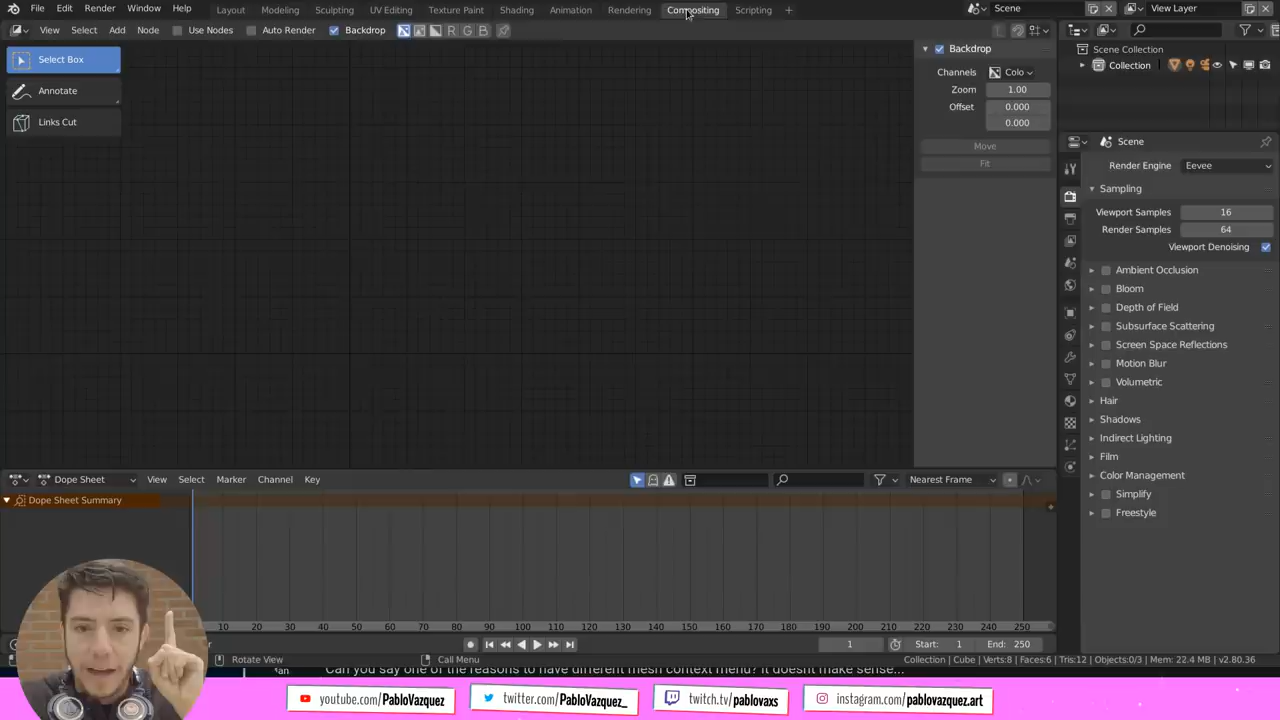 File Edit Render Window Help Layout Modeling Sculpting UV Editing Texture Paint Shading Animation Rendering Compositing Scripting + Scene View Layer
View Select Add Node Use Nodes Auto Render Backdrop R G B
Select Box
Annotate
Links Cut
Backdrop
Channels Colo
Zoom 1.00
Offset 0.000
0.000
Move
Fit
Scene Collection
Collection
Scene
Render Engine Eevee
Sampling
Viewport Samples 16
Render Samples 64
Viewport Denoising
Ambient Occlusion
Bloom
Depth of Field
Subsurface Scattering
Screen Space Reflections
Motion Blur
Volumetric
Hair
Shadows
Indirect Lighting
Film
Color Management
Simplify
Freestyle
Dope Sheet View Select Marker Channel Key Nearest Frame
Dope Sheet Summary
10 20 30 40 50 60 70 80 90 100 110 120 130 140 150 160 170 180 190 200 210 220 230 240 250
1 Start: 1 End: 250
Rotate View Call Menu Collection | Cube | Verts:8 | Faces:6 | Tris:12 | Objects:0/3 | Mem: 22.4 MB | v2.80.36
Can you say one of the reasons to have different mesh context menu? it doesnt make sense...
youtube.com/PabloVazquez twitter.com/PabloVazquez_ twitch.tv/pablovaxs instagram.com/pablovazquez.art